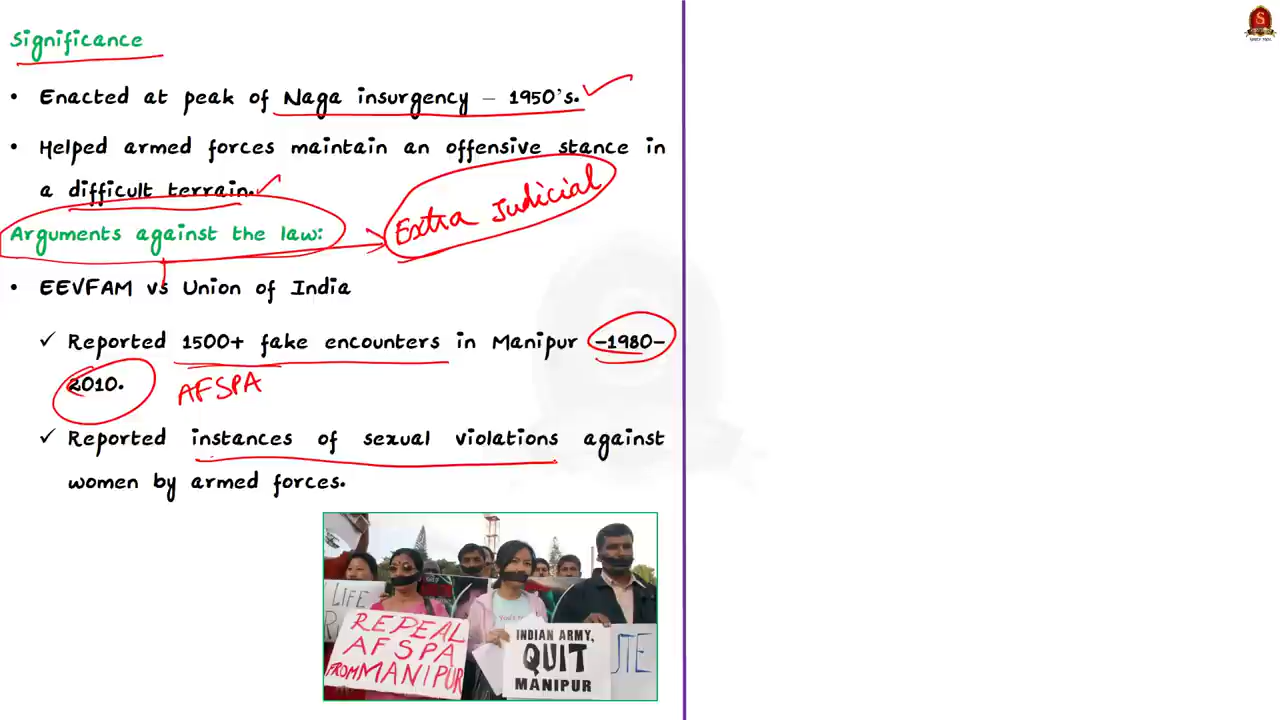 Significance
• Enacted at peak of Naga insurgency – 1950's.
• Helped armed forces maintain an offensive stance in
a difficult terrain.
Extra Judicial
Arguments against the law:
• EEVFAM vs Union of India
✓ Reported 1500+ fake encounters in Manipur -1980-
2010.
AFSPA
✓ Reported instances of sexual violations against
women by armed forces.
LIFE
REPEAL
AFSPA
FROM MANIPUR
INDIAN ARMY,
QUIT
MANIPUR